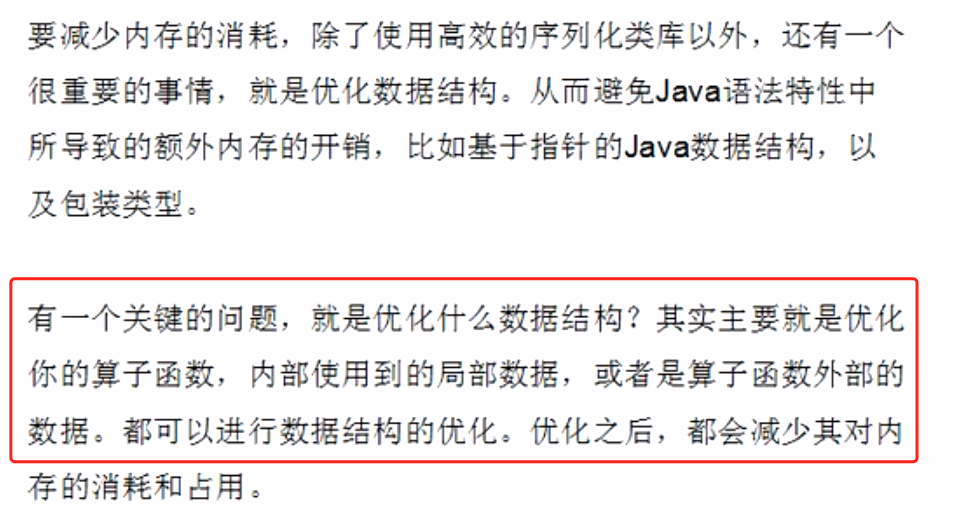 要减少内存的消耗，除了使用高效的序列化类库以外，还有一个
很重要的事情，就是优化数据结构。从而避免Java语法特性中
所导致的额外内存的开销，比如基于指针的Java数据结构，以
及包装类型。
有一个关键的问题，就是优化什么数据结构？其实主要就是优化
你的算子函数，内部使用到的局部数据，或者是算子函数外部的
数据。都可以进行数据结构的优化。优化之后，都会减少其对内
存的消耗和占用。